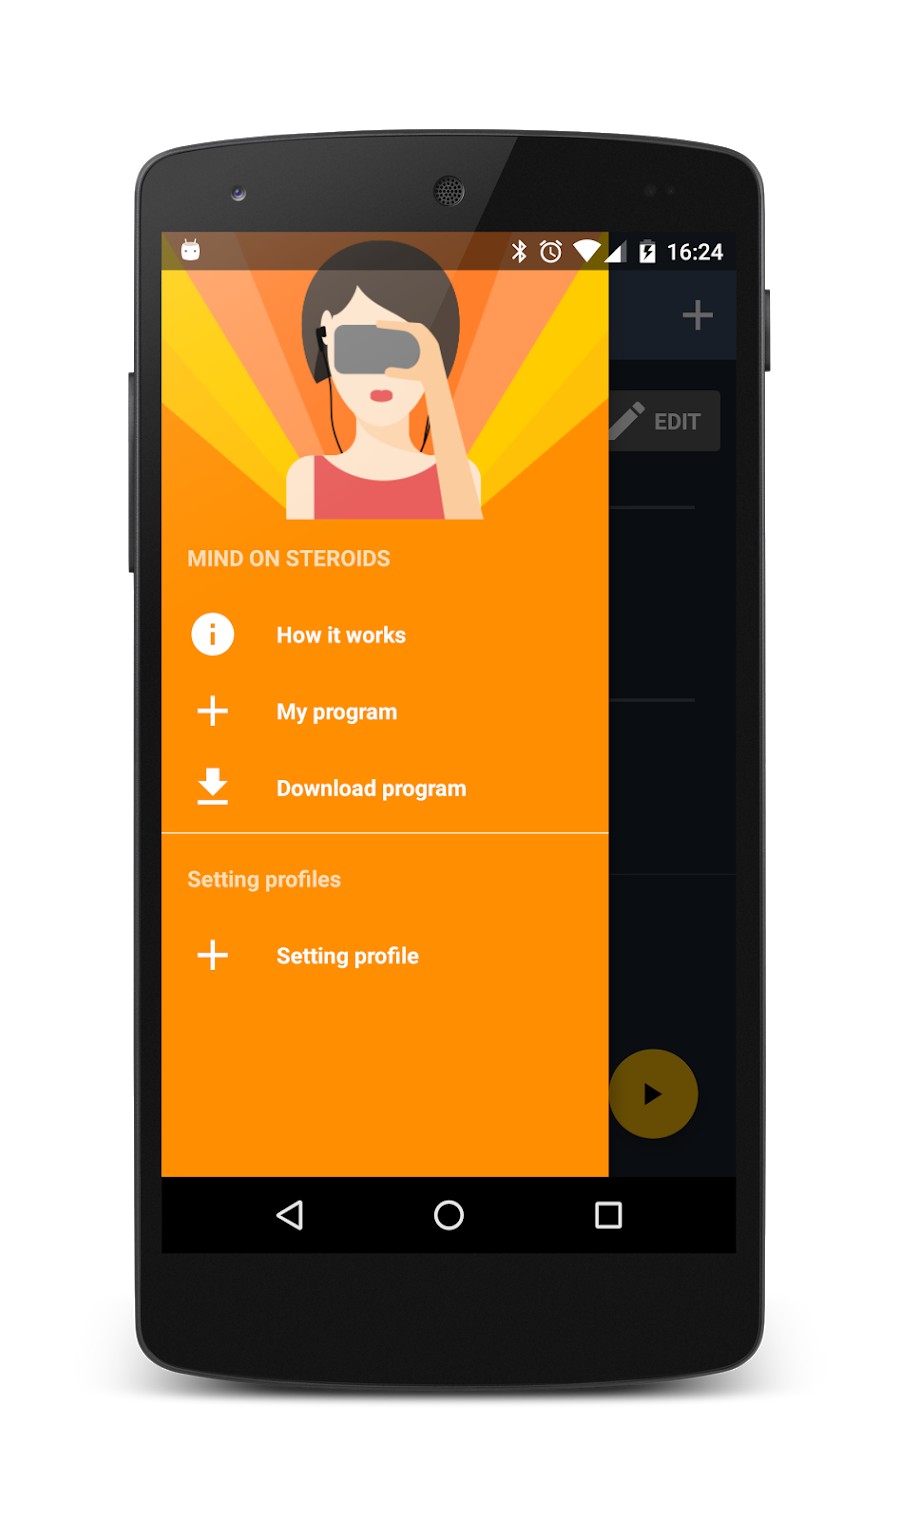 16:24
EDIT
MIND ON STEROIDS
How it works
My program
Download program
Setting profiles
Setting profile